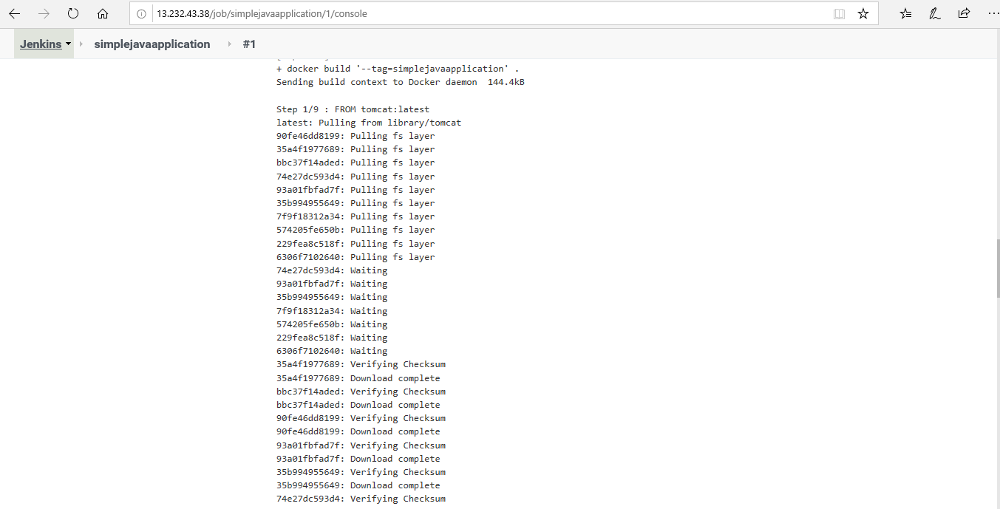 13.232.43.38/job/simplejavaapplication/1/console
Jenkins simplejavaapplication #1
+ docker build '--tag=simplejavaapplication' .
Sending build context to Docker daemon  144.4kB
Step 1/9 : FROM tomcat:latest
latest: Pulling from library/tomcat
90fe46dd8199: Pulling fs layer
35a4f1977689: Pulling fs layer
bbc37f14aded: Pulling fs layer
74e27dc593d4: Pulling fs layer
93a01fbfad7f: Pulling fs layer
35b994955649: Pulling fs layer
7f9f18312a34: Pulling fs layer
574205fe650b: Pulling fs layer
229fea8c518f: Pulling fs layer
6306f7102640: Pulling fs layer
74e27dc593d4: Waiting
93a01fbfad7f: Waiting
35b994955649: Waiting
7f9f18312a34: Waiting
574205fe650b: Waiting
229fea8c518f: Waiting
6306f7102640: Waiting
35a4f1977689: Verifying Checksum
35a4f1977689: Download complete
bbc37f14aded: Verifying Checksum
bbc37f14aded: Download complete
90fe46dd8199: Verifying Checksum
90fe46dd8199: Download complete
93a01fbfad7f: Verifying Checksum
93a01fbfad7f: Download complete
35b994955649: Verifying Checksum
35b994955649: Download complete
74e27dc593d4: Verifying Checksum